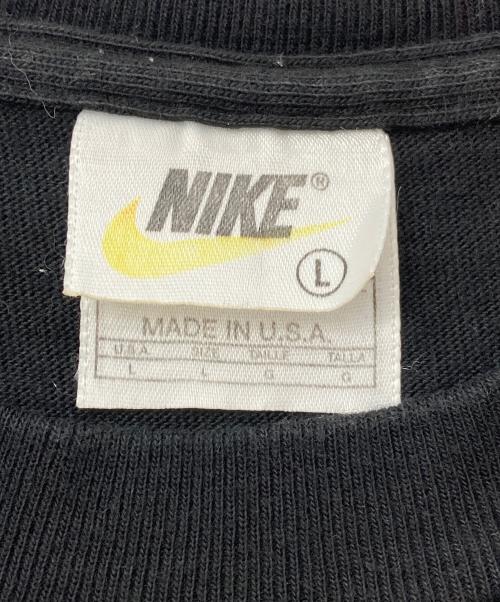 NIKE®
L
MADE IN U.S.A.
U.S.A. SIZE TAILLE TALLA
L L G G